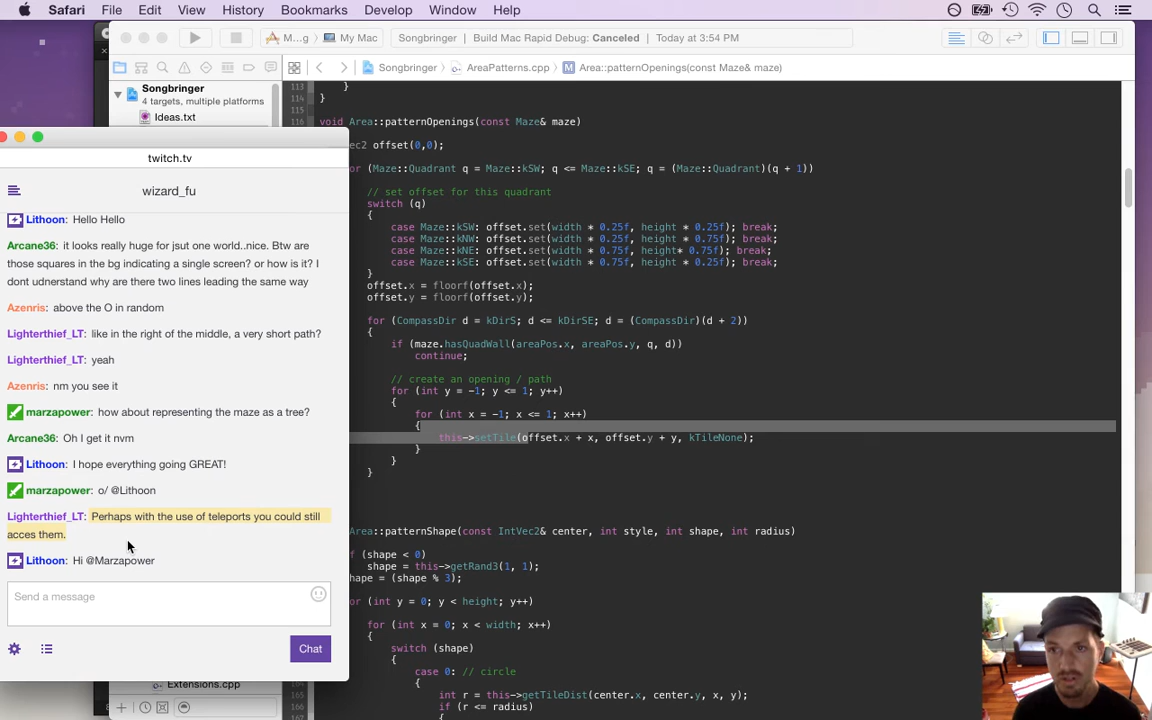 Safari File Edit View History Bookmarks Develop Window Help
M...g My Mac Songbringer Build Mac Rapid Debug: Canceled Today at 3:54 PM
Songbringer AreaPatterns.cpp M Area::patternOpenings(const Maze& maze)
Songbringer
4 targets, multiple platforms
Ideas.txt
twitch.tv
wizard_fu
Lithoon: Hello Hello
Arcane36: it looks really huge for jsut one world..nice. Btw are
those squares in the bg indicating a single screen? or how is it? I
dont udnerstand why are there two lines leading the same way
Azenris: above the O in random
Lighterthief_LT: like in the right of the middle, a very short path?
Lighterthief_LT: yeah
Azenris: nm you see it
marzapower: how about representing the maze as a tree?
Arcane36: Oh I get it nvm
Lithoon: I hope everything going GREAT!
marzapower: o/ @Lithoon
Lighterthief_LT: Perhaps with the use of teleports you could still
acces them.
Lithoon: Hi @Marzapower
Send a message
Chat
Extensions.cpp
113 }
114 }
115
void Area::patternOpenings(const Maze& maze)
ec2 offset(0,0);
or (Maze::Quadrant q = Maze::kSW; q <= Maze::kSE; q = (Maze::Quadrant)(q + 1))
// set offset for this quadrant
switch (q)
{
case Maze::kSW: offset.set(width * 0.25f, height * 0.25f); break;
case Maze::kNW: offset.set(width * 0.25f, height * 0.75f); break;
case Maze::kNE: offset.set(width * 0.75f, height* 0.75f); break;
case Maze::kSE: offset.set(width * 0.75f, height * 0.25f); break;
}
offset.x = floorf(offset.x);
offset.y = floorf(offset.y);
for (CompassDir d = kDirS; d <= kDirSE; d = (CompassDir)(d + 2))
{
if (maze.hasQuadWall(areaPos.x, areaPos.y, q, d))
continue;
// create an opening / path
for (int y = -1; y <= 1; y++)
{
for (int x = -1; x <= 1; x++)
{
this->setTile(offset.x + x, offset.y + y, kTileNone);
}
}
}
Area::patternShape(const IntVec2& center, int style, int shape, int radius)
f (shape < 0)
shape = this->getRand3(1, 1);
hape = (shape % 3);
or (int y = 0; y < height; y++)
for (int x = 0; x < width; x++)
switch (shape)
{
case 0: // circle
{
165 int r = this->getTileDist(center.x, center.y, x, y);
166 if (r <= radius)
167 {